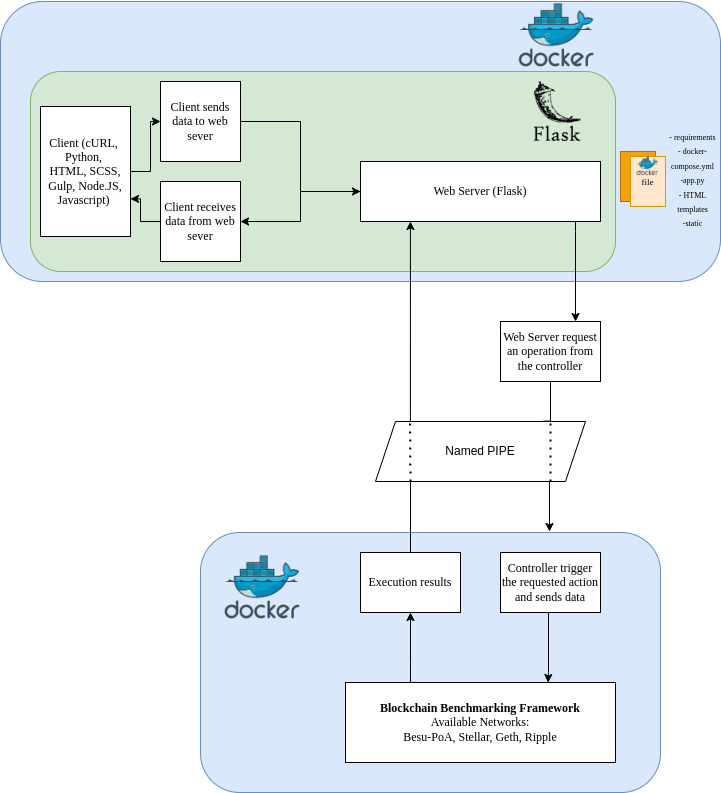 docker
Flask
Client (cURL,
Python,
HTML, SCSS,
Gulp, Node.JS,
Javascript)
Client sends
data to web
sever
Client receives
data from web
sever
Web Server (Flask)
docker
file
- requirements
- docker-
compose.yml
-app.py
- HTML
templates
-static
Web Server request
an operation from
the controller
Named PIPE
docker
Execution results
Controller trigger
the requested action
and sends data
Blockchain Benchmarking Framework
Available Networks:
Besu-PoA, Stellar, Geth, Ripple